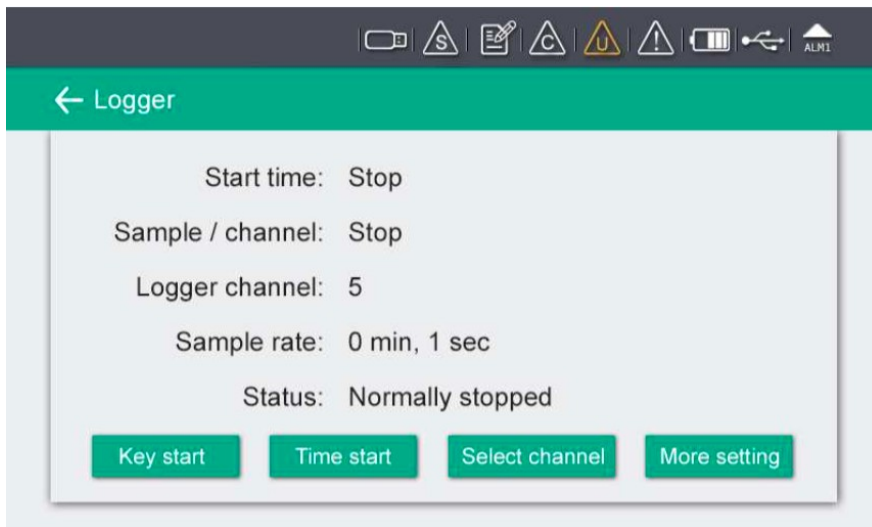 S C U ! ALM1
← Logger
Start time: Stop
Sample / channel: Stop
Logger channel: 5
Sample rate: 0 min, 1 sec
Status: Normally stopped
Key start Time start Select channel More setting